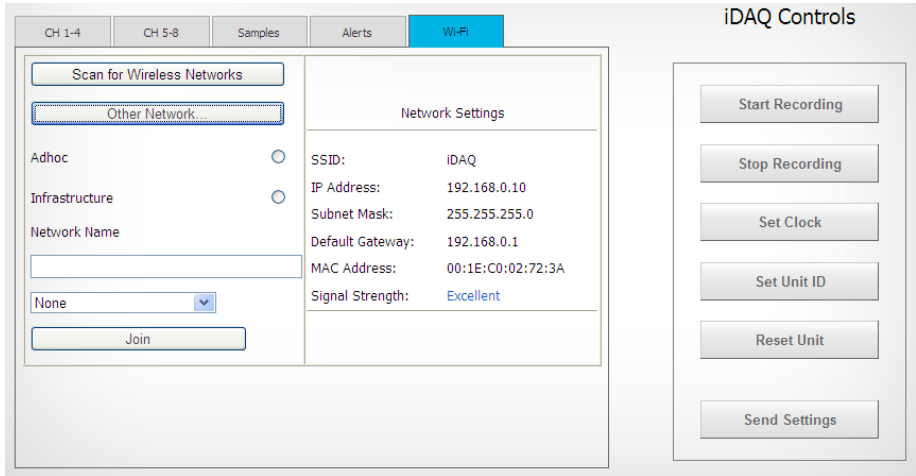 iDAQ Controls
CH 1-4
CH 5-8
Samples
Alerts
Wi-Fi
Scan for Wireless Networks
Other Network...
Adhoc
Infrastructure
Network Name
None
Join
Network Settings
SSID: iDAQ
IP Address: 192.168.0.10
Subnet Mask: 255.255.255.0
Default Gateway: 192.168.0.1
MAC Address: 00:1E:C0:02:72:3A
Signal Strength: Excellent
Start Recording
Stop Recording
Set Clock
Set Unit ID
Reset Unit
Send Settings